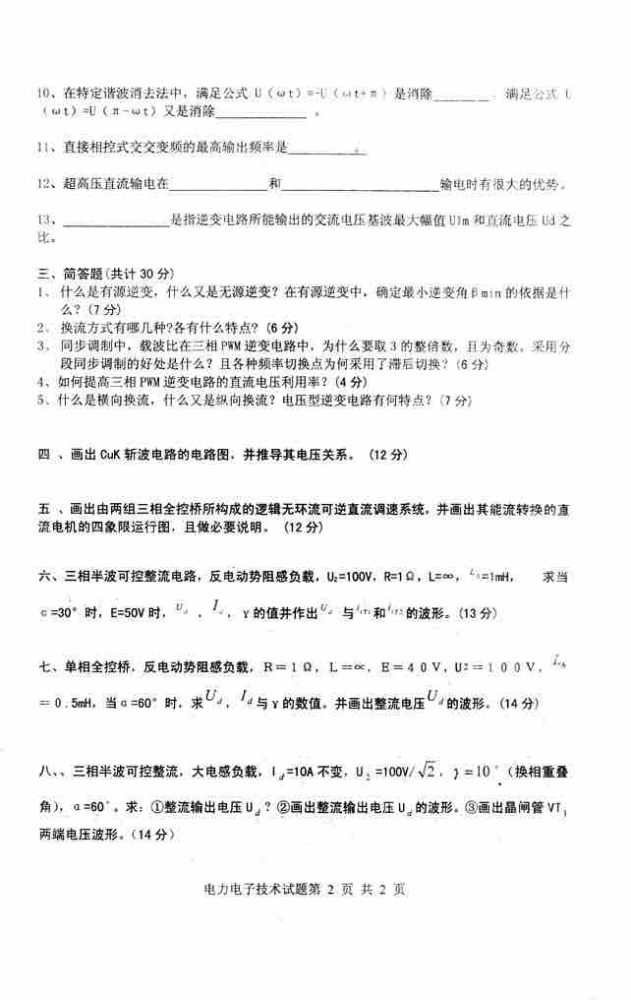 10、在特定谐波消去法中，满足公式 U（ωt）=-U（ωt+π）是消除________．满足公式 U
（ωt）=U（π-ωt）又是消除____________。
11、直接相控式交交变频的最高输出频率是__________。
12、超高压直流输电在____________和____________________输电时有很大的优势。
13、_____________是指逆变电路所能输出的交流电压基波最大幅值 U1m 和直流电压 Ud 之
比。
三、简答题(共计 30 分)
1、 什么是有源逆变，什么又是无源逆变？在有源逆变中，确定最小逆变角βmin 的依据是什
么？(7 分)
2、 换流方式有哪几种?各有什么特点? (6 分)
3、 同步调制中，载波比在三相 PWM 逆变电路中，为什么要取 3 的整倍数，且为奇数。采用分
段同步调制的好处是什么？且各种频率切换点为何采用了滞后切换？(6 分)
4、如何提高三相 PWM 逆变电路的直流电压利用率？(4 分)
5、什么是横向换流，什么又是纵向换流？电压型逆变电路有何特点？(7 分)
四 、画出 CuK 斩波电路的电路图，并推导其电压关系。 (12 分)
五 、画出由两组三相全控桥所构成的逻辑无环流可逆直流调速系统，并画出其能流转换的直
流电机的四象限运行图，且做必要说明。 (12 分)
六、三相半波可控整流电路，反电动势阻感负载，U₂=100V，R=1Ω，L=∞， =1mH， 求当
α=30°时，E=50V 时， U_d ， I_d ， γ的值并作出 U_d 与 i_VT1 和 i_VT2 的波形。(13 分)
七、单相全控桥，反电动势阻感负载，R＝1Ω，L＝∞，E＝40V，U2＝100V，
＝0.5mH，当α=60°时，求 U_d ， I_d 与γ的数值。并画出整流电压 U_d 的波形。(14 分)
八、、三相半波可控整流，大电感负载，I_d=10A 不变，U_2=100V/√2，γ=10°（换相重叠
角），α=60°。求：①整流输出电压 U_d？②画出整流输出电压 U_d 的波形。③画出晶闸管 VT_1
两端电压波形。(14 分)
电力电子技术试题第 2 页 共 2 页